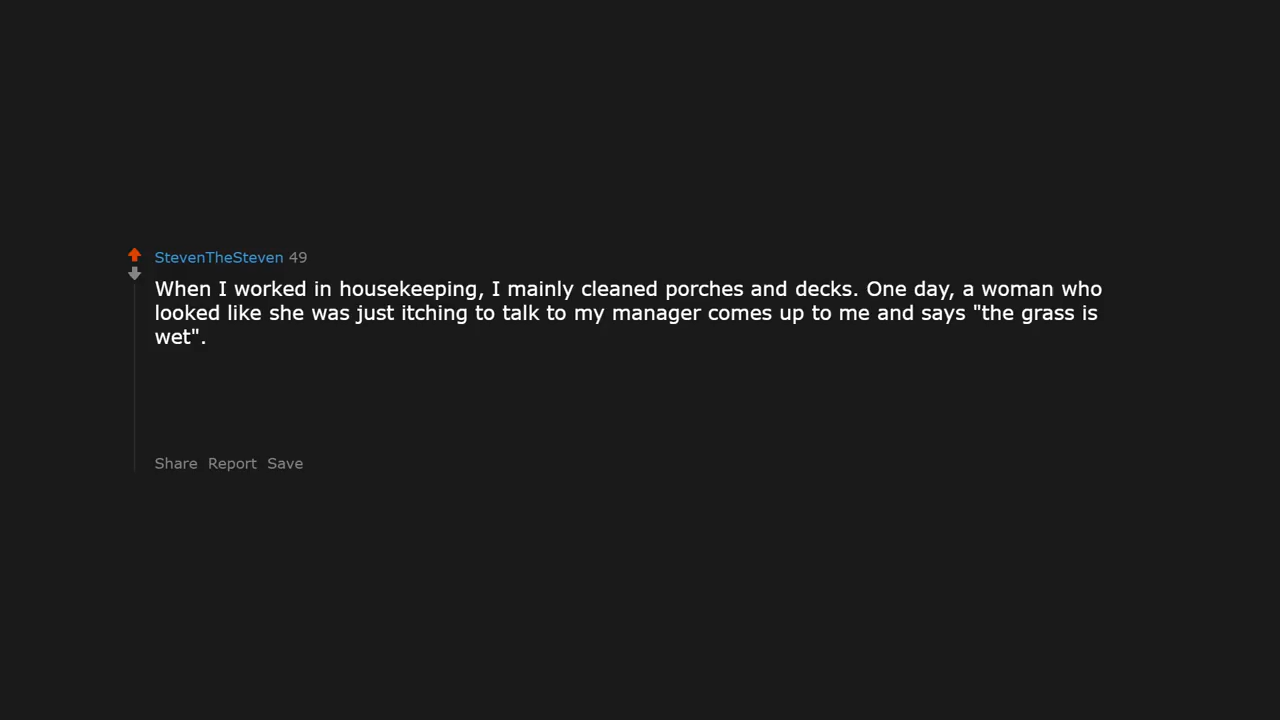 StevenTheSteven 49
When I worked in housekeeping, I mainly cleaned porches and decks. One day, a woman who
looked like she was just itching to talk to my manager comes up to me and says "the grass is
wet".
Share Report Save